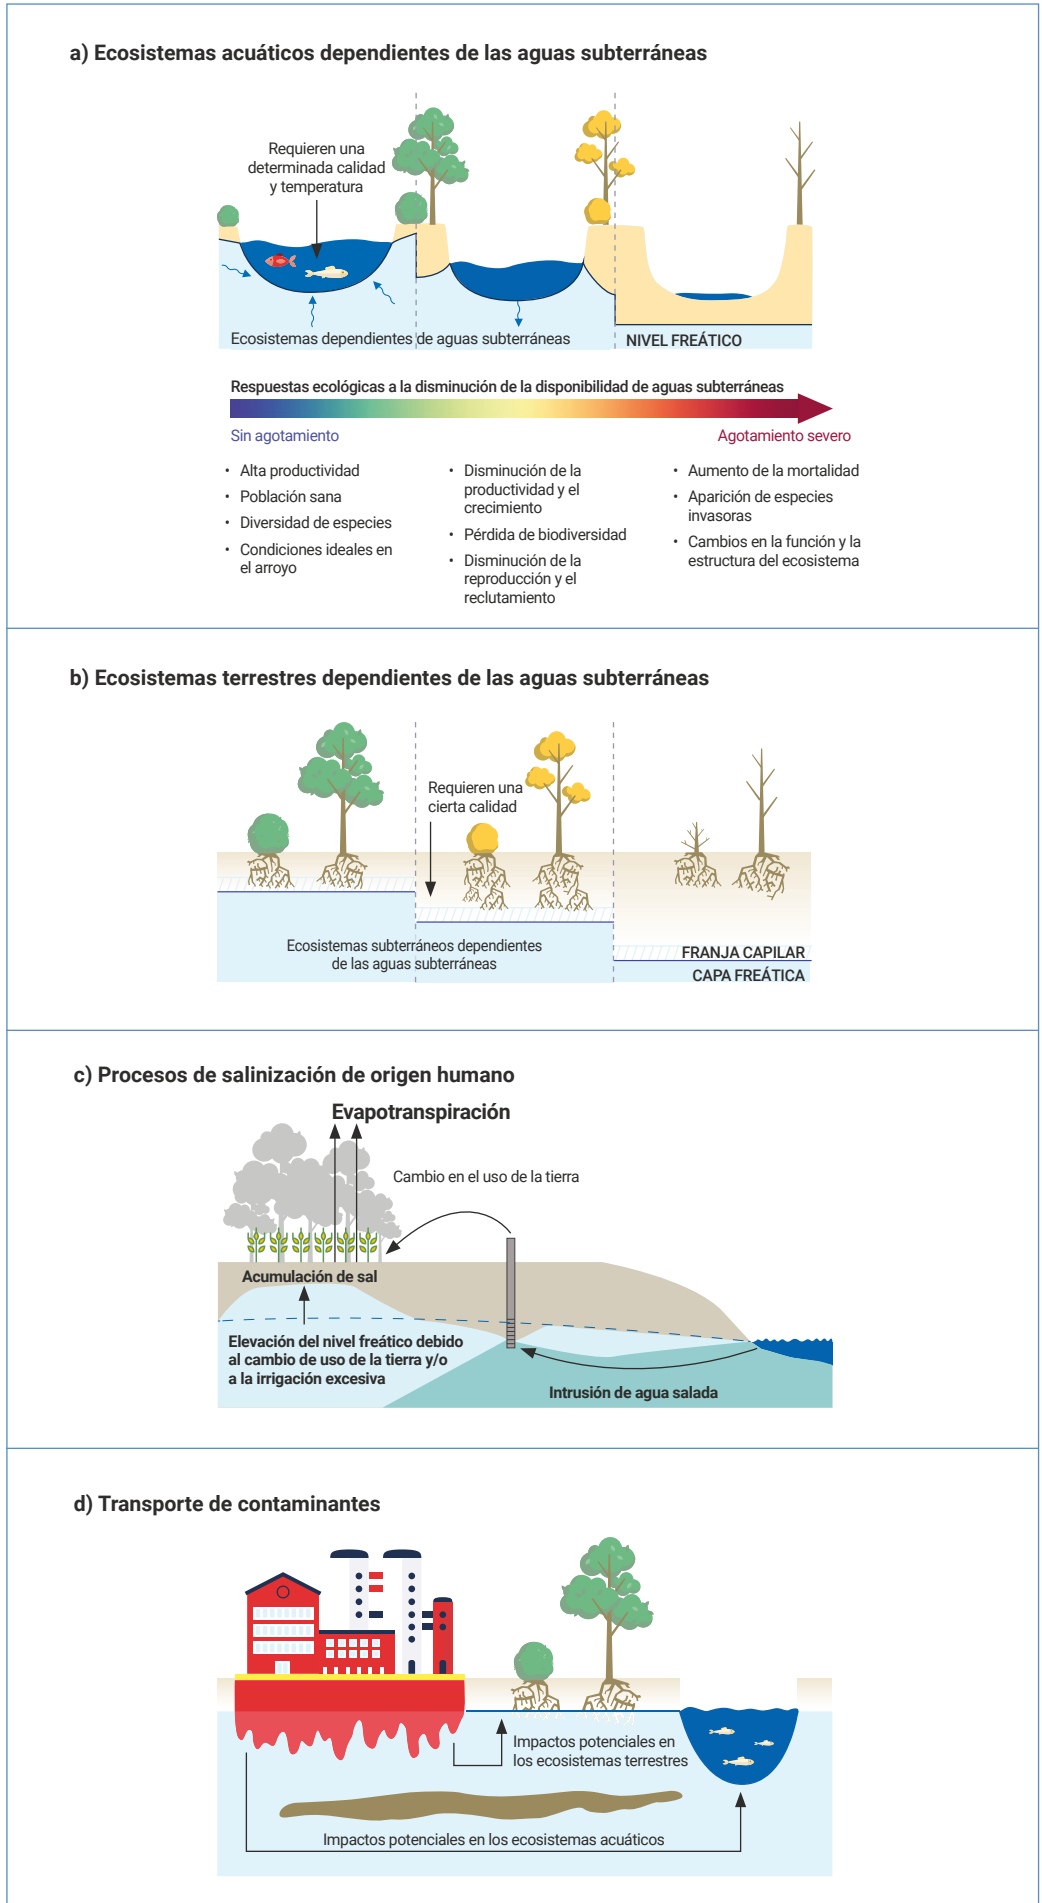 a) Ecosistemas acuáticos dependientes de las aguas subterráneas
Requieren una
determinada calidad
y temperatura
Ecosistemas dependientes de aguas subterráneas
NIVEL FREÁTICO
Respuestas ecológicas a la disminución de la disponibilidad de aguas subterráneas
Sin agotamiento
Agotamiento severo
• Alta productividad
• Población sana
• Diversidad de especies
• Condiciones ideales en
el arroyo
• Disminución de la
productividad y el
crecimiento
• Pérdida de biodiversidad
• Disminución de la
reproducción y el
reclutamiento
• Aumento de la mortalidad
• Aparición de especies
invasoras
• Cambios en la función y la
estructura del ecosistema
b) Ecosistemas terrestres dependientes de las aguas subterráneas
Requieren una
cierta calidad
Ecosistemas subterráneos dependientes
de las aguas subterráneas
FRANJA CAPILAR
CAPA FREÁTICA
c) Procesos de salinización de origen humano
Evapotranspiración
Cambio en el uso de la tierra
Acumulación de sal
Elevación del nivel freático debido
al cambio de uso de la tierra y/o
a la irrigación excesiva
Intrusión de agua salada
d) Transporte de contaminantes
Impactos potenciales en
los ecosistemas terrestres
Impactos potenciales en los ecosistemas acuáticos